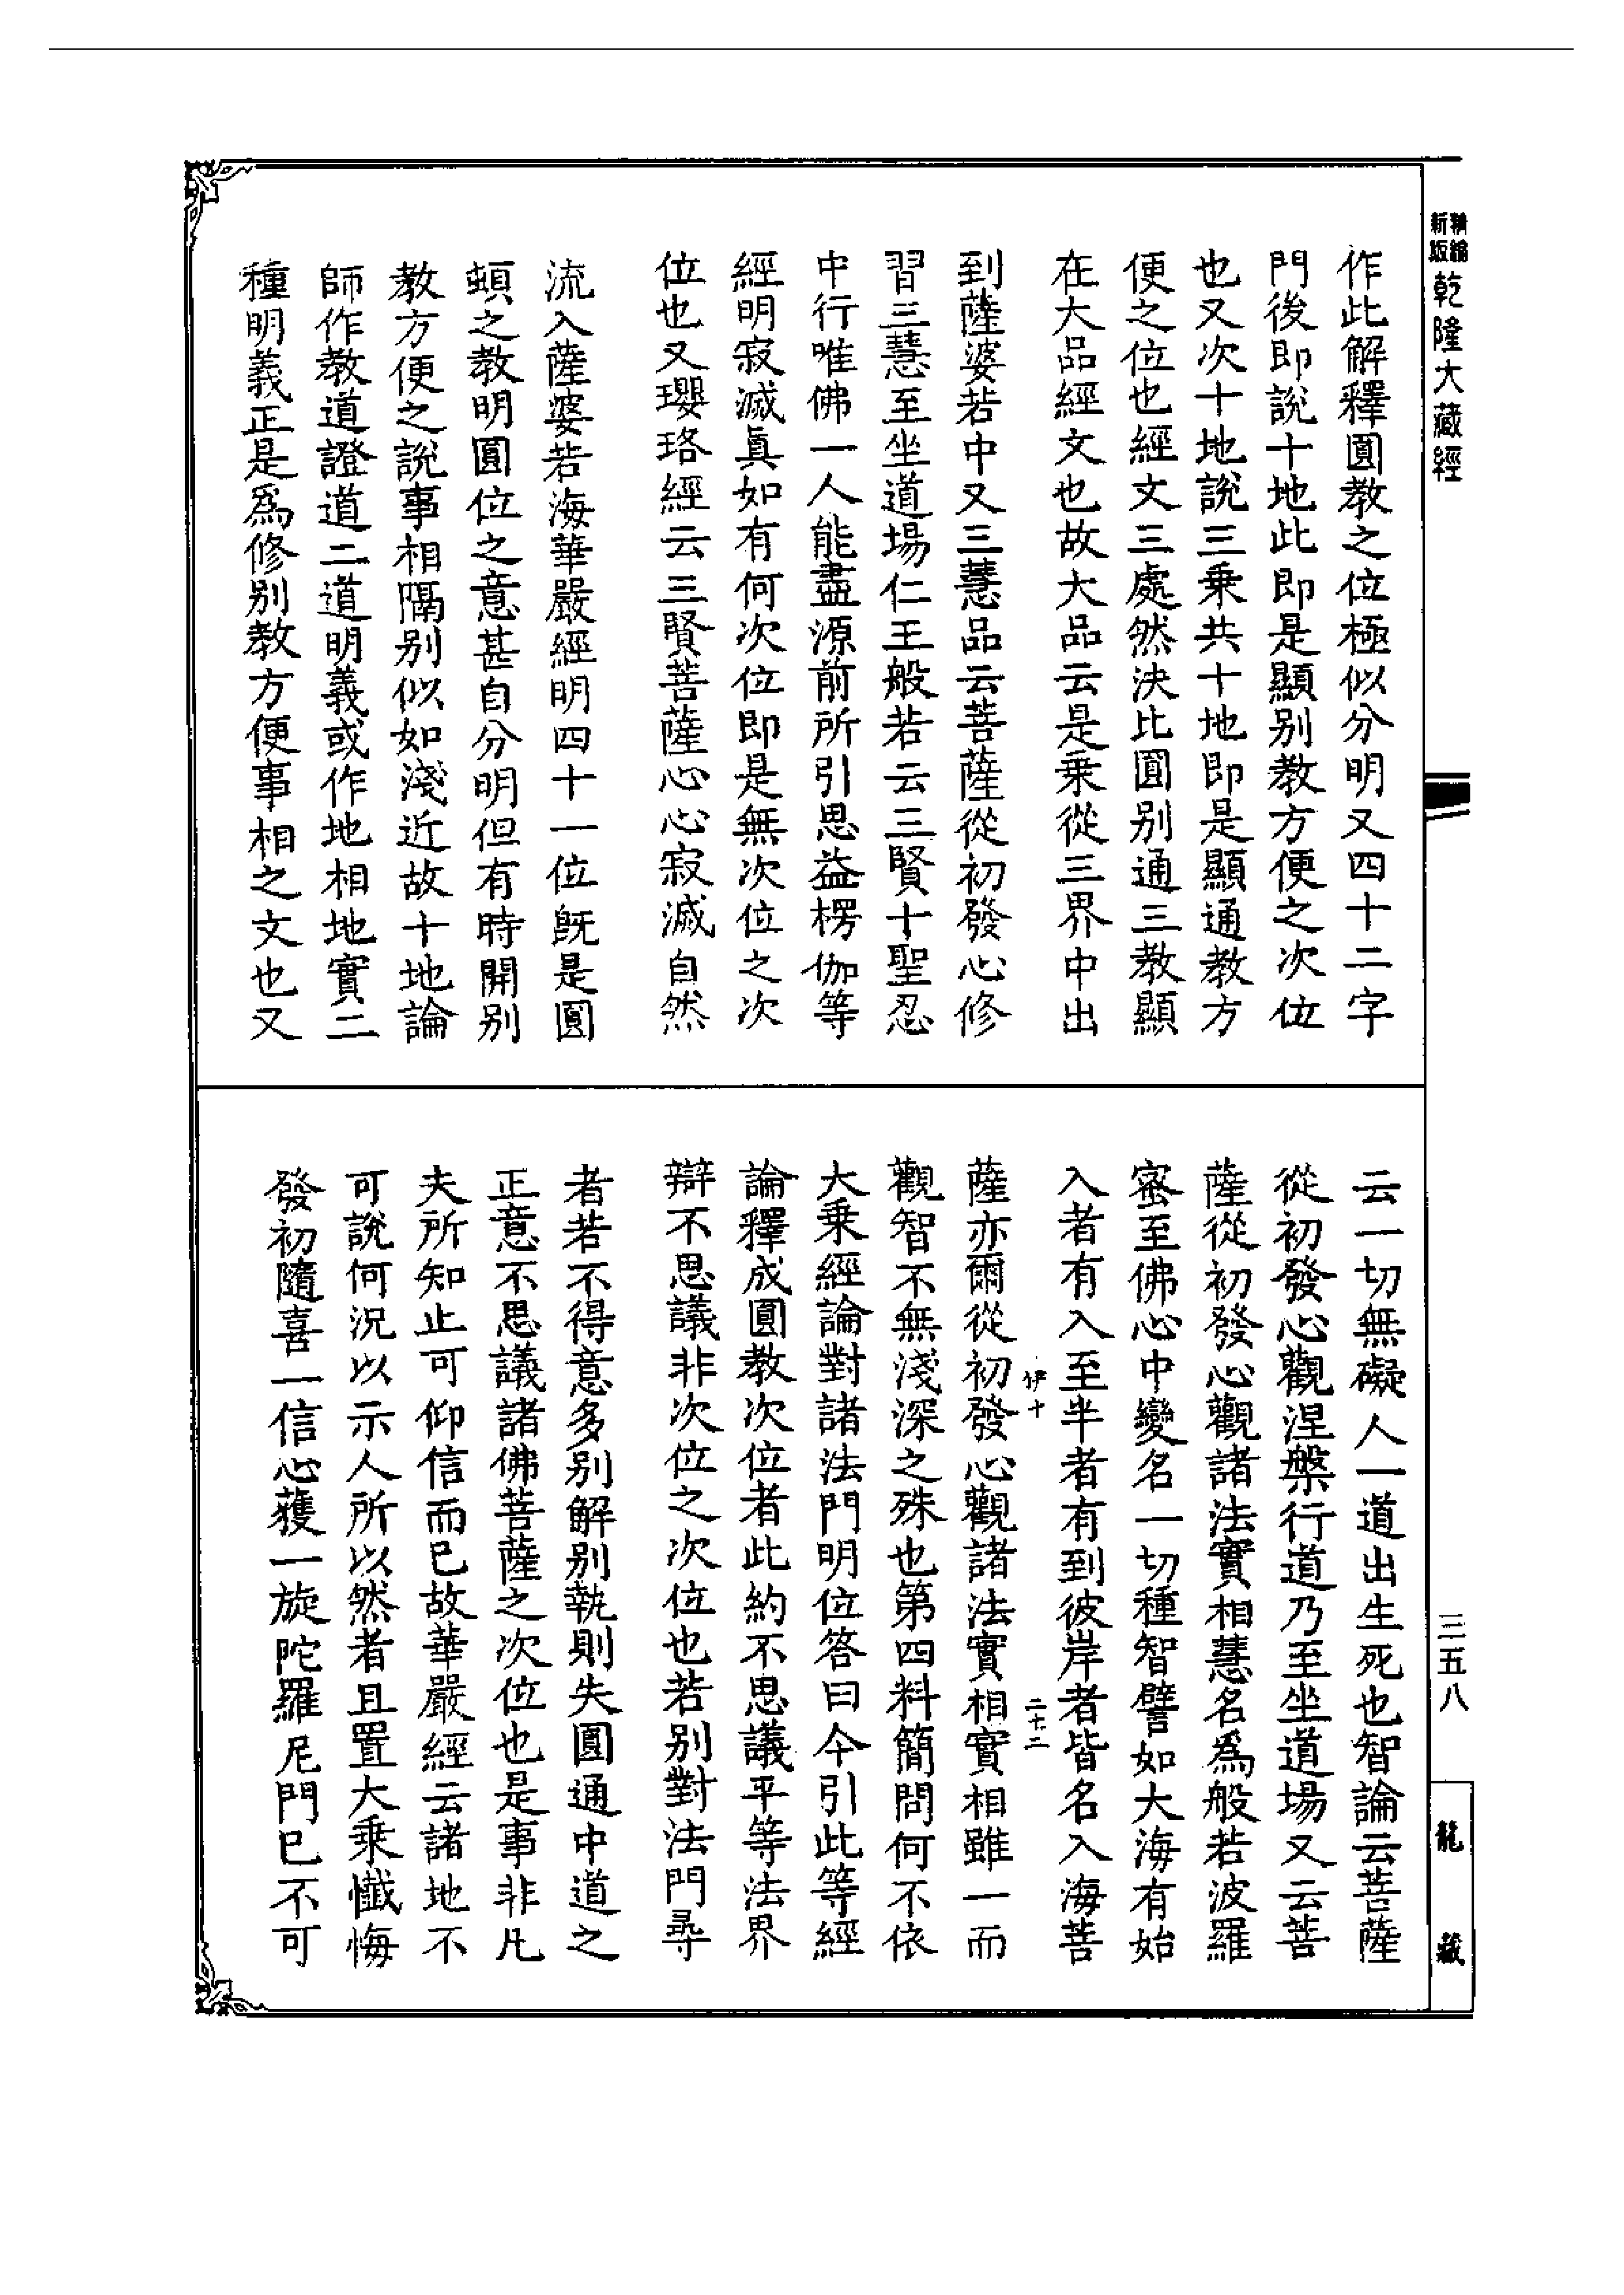 精編
新版
乾隆大藏經
作此解釋圓教之位極似分明又四十二字
門後即說十地此即是顯別教方便之次位
也又次十地說三乘共十地即是顯通教方
便之位也經文三處然決比圓別通三教顯
在大品經文也故大品云是乘從三界中出
到薩婆若中又三慧品云菩薩從初發心修
習三慧至坐道場仁王般若云三賢十聖忍
中行唯佛一人能盡源前所引思益楞伽等
經明寂滅真如有何次位即是無次位之次
位也又瓔珞經云三賢菩薩心心寂滅自然
流入薩婆若海華嚴經明四十一位既是圓
頓之教明圓位之意甚自分明但有時開別
教方便之說事相隔別似如淺近故十地論
師作教道證道二道明義或作地相地實二
種明義正是為修別教方便事相之文也又
云一切無礙人一道出生死也智論云菩薩
從初發心觀涅槃行道乃至坐道場又云菩
薩從初發心觀諸法實相慧名為般若波羅
蜜至佛心中變名一切種智譬如大海有始
入者有入至半者有到彼岸者皆名入海菩
伊十
二十二
薩亦爾從初發心觀諸法實相實相雖一而
觀智不無淺深之殊也第四料簡問何不依
大乘經論對諸法門明位答曰今引此等經
論釋成圓教次位者此約不思議平等法界
辯不思議非次位之次位也若別對法門尋
者若不得意多別解別執則失圓通中道之
正意不思議諸佛菩薩之次位也是事非凡
夫所知止可仰信而已故華嚴經云諸地不
可說何況以示人所以然者且置大乘懺悔
發初隨喜一信心獲一旋陀羅尼門已不可
三五八
龍藏